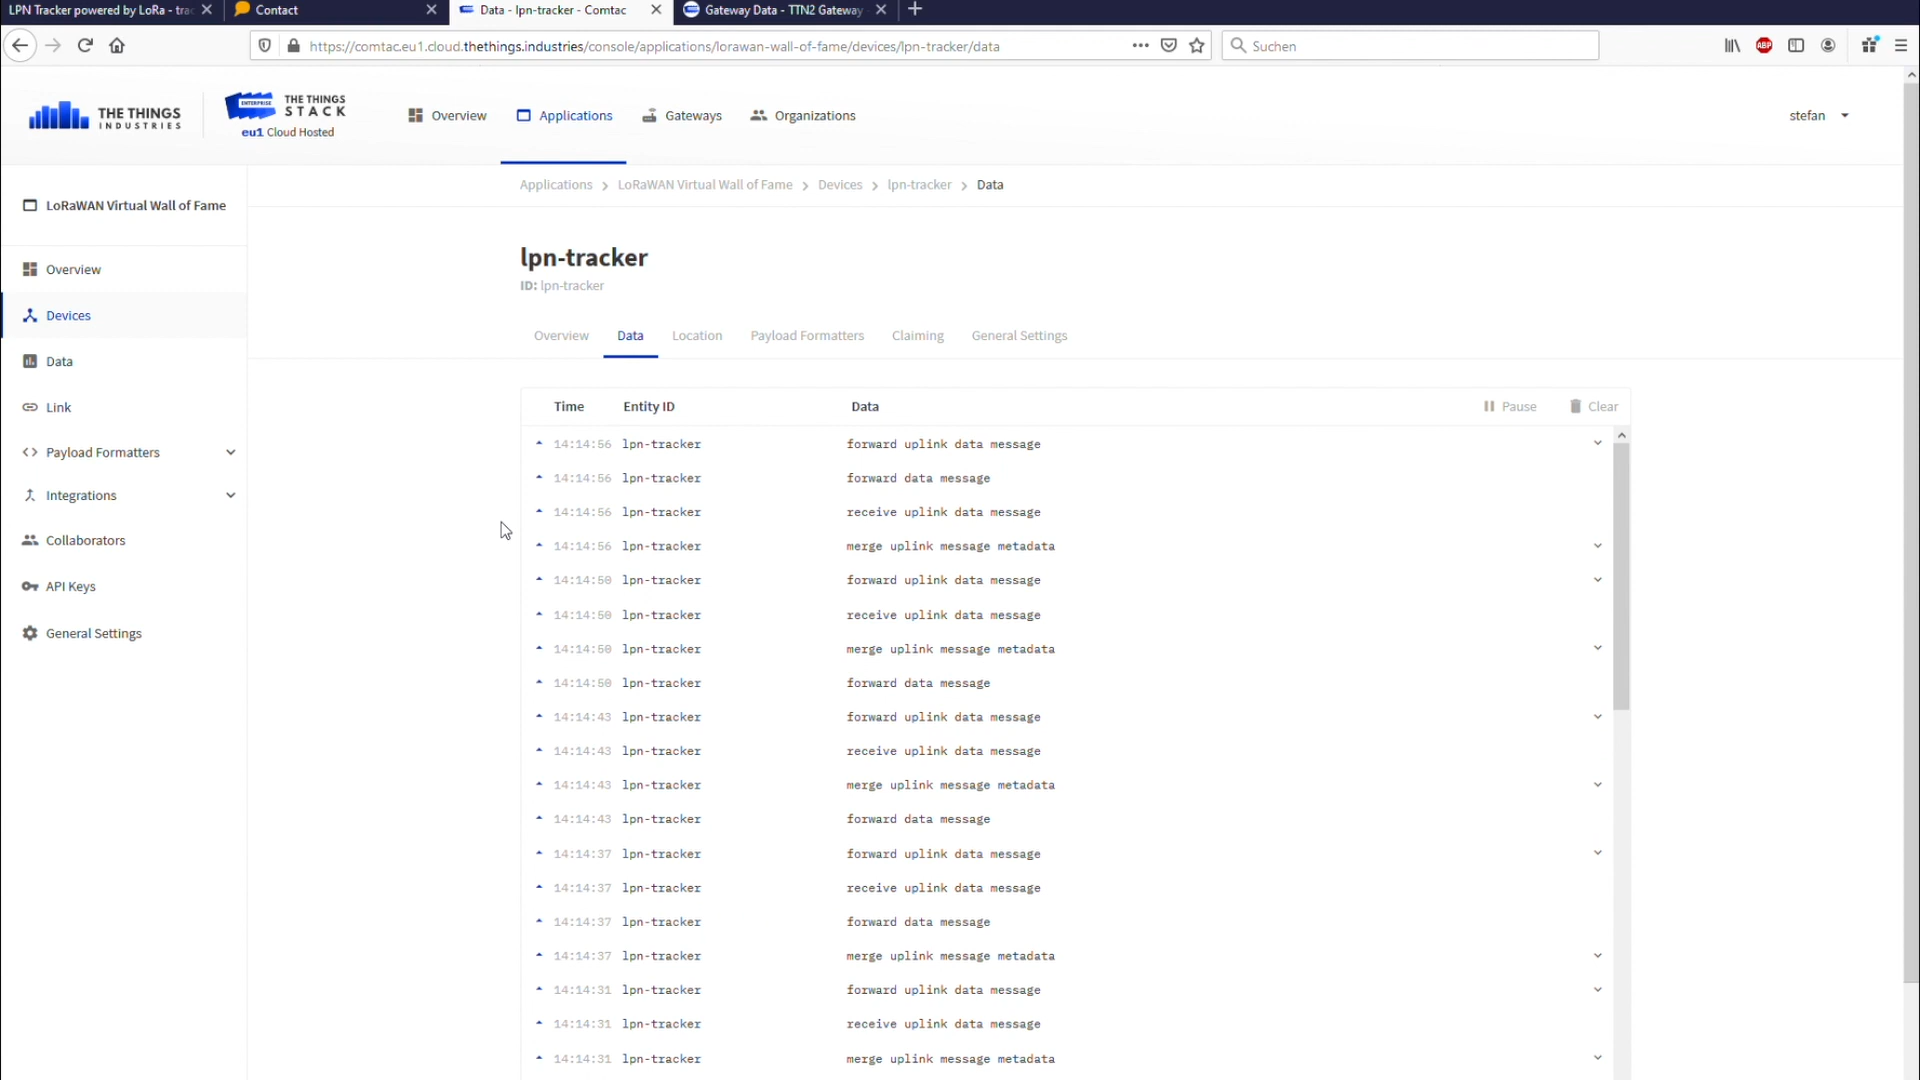 LPN Tracker powered by LoRa - trac
Contact
Data - lpn-tracker - Comtac
Gateway Data - TTN2 Gateway
https://comtac.eu1.cloud.thethings.industries/console/applications/lorawan-wall-of-fame/devices/lpn-tracker/data
Suchen
ABP
THE THINGS
INDUSTRIES
ENTERPRISE
THE THINGS
STACK
eu1 Cloud Hosted
Overview
Applications
Gateways
Organizations
stefan
Applications > LoRaWAN Virtual Wall of Fame > Devices > lpn-tracker > Data
LoRaWAN Virtual Wall of Fame
Overview
Devices
Data
Link
Payload Formatters
Integrations
Collaborators
API Keys
General Settings
lpn-tracker
ID: lpn-tracker
Overview Data Location Payload Formatters Claiming General Settings
Time Entity ID Data Pause Clear
14:14:56 lpn-tracker forward uplink data message
14:14:56 lpn-tracker forward data message
14:14:56 lpn-tracker receive uplink data message
14:14:56 lpn-tracker merge uplink message metadata
14:14:50 lpn-tracker forward uplink data message
14:14:50 lpn-tracker receive uplink data message
14:14:50 lpn-tracker merge uplink message metadata
14:14:50 lpn-tracker forward data message
14:14:43 lpn-tracker forward uplink data message
14:14:43 lpn-tracker receive uplink data message
14:14:43 lpn-tracker merge uplink message metadata
14:14:43 lpn-tracker forward data message
14:14:37 lpn-tracker forward uplink data message
14:14:37 lpn-tracker receive uplink data message
14:14:37 lpn-tracker forward data message
14:14:37 lpn-tracker merge uplink message metadata
14:14:31 lpn-tracker forward uplink data message
14:14:31 lpn-tracker receive uplink data message
14:14:31 lpn-tracker merge uplink message metadata